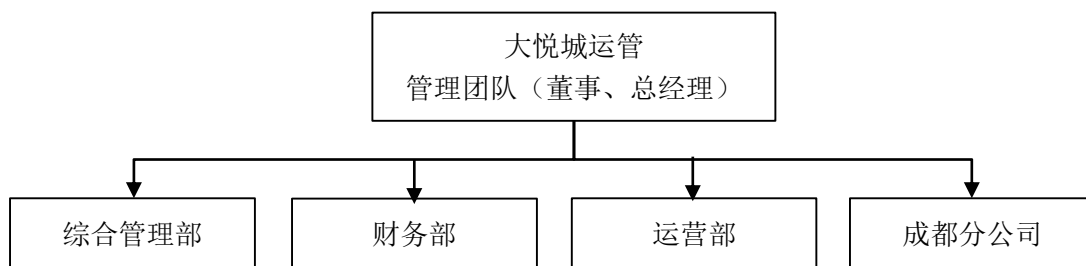 大悦城运管
管理团队（董事、总经理）
综合管理部
财务部
运营部
成都分公司